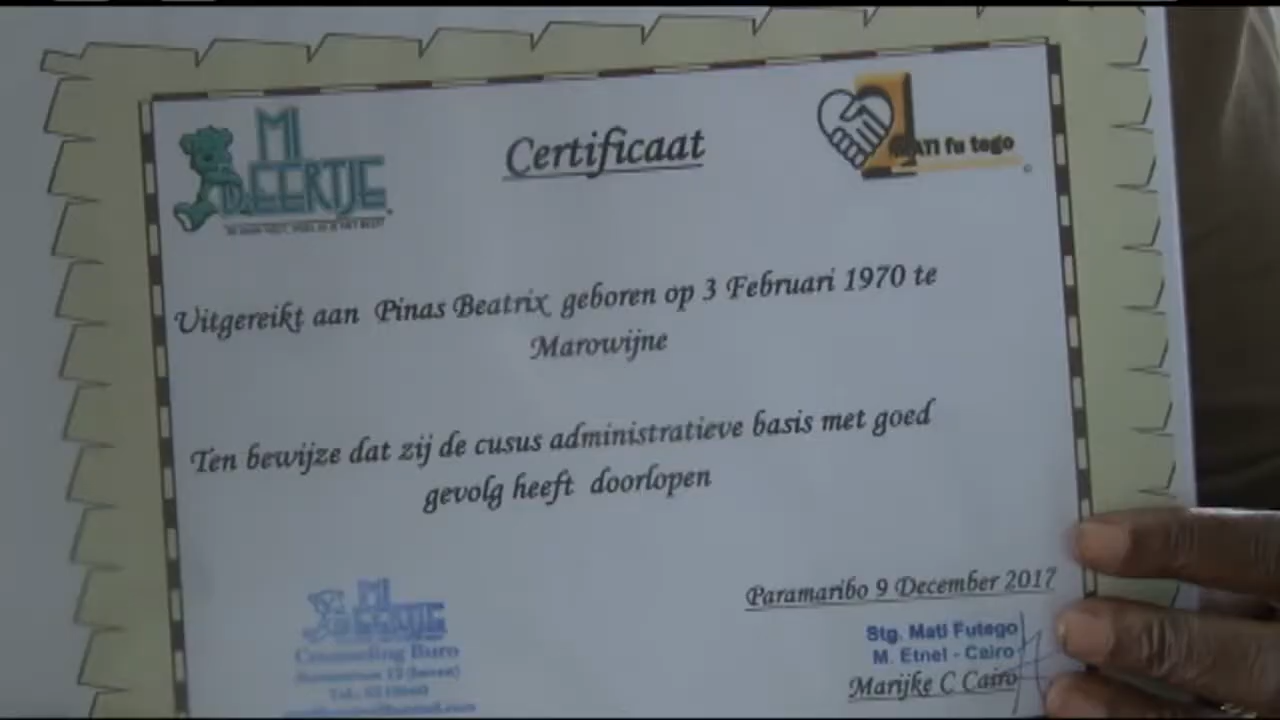 MI BEERTJE
Certificaat
MATI fu tego
Uitgereikt aan Pinas Beatrix geboren op 3 Februari 1970 te
Marowijne
Ten bewijze dat zij de cusus administratieve basis met goed
gevolg heeft doorlopen
Paramaribo 9 December 2017
MI
BEERTJE
Counseling Buro
Stg. Mati Futego
M. Etnel - Cairo
Marijke C Cairo